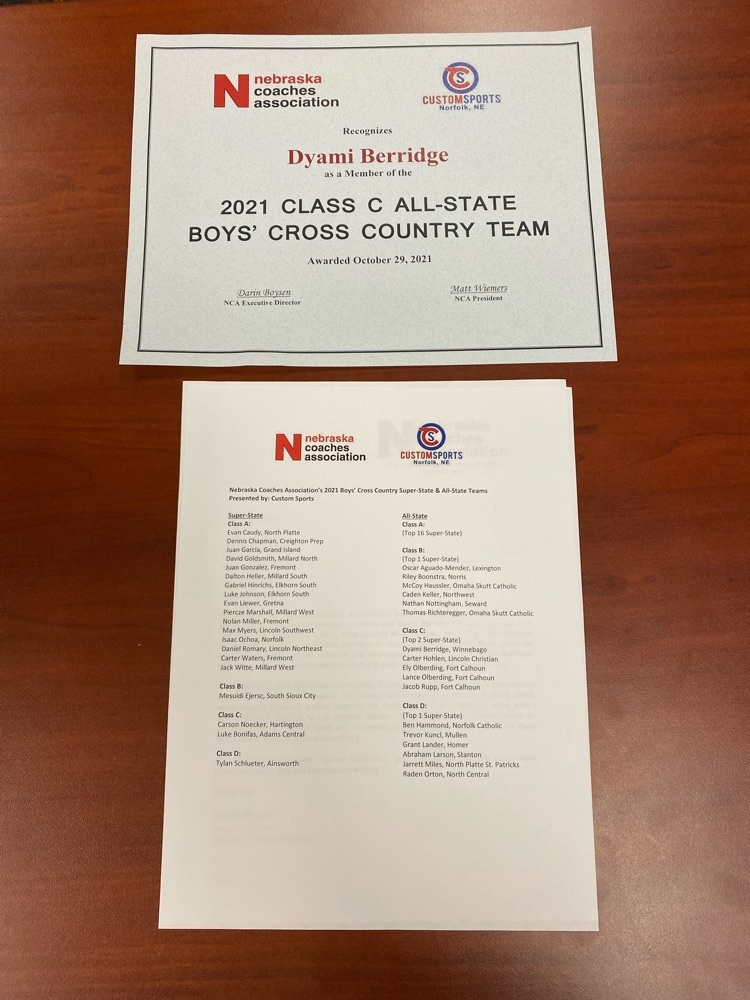 nebraska
coaches
association
CUSTOMSPORTS
Norfolk, NE
Recognizes
Dyami Berridge
as a Member of the
2021 CLASS C ALL-STATE
BOYS' CROSS COUNTRY TEAM
Awarded October 29, 2021
Darin Boysen
NCA Executive Director
Matt Wiemers
NCA President
nebraska
coaches
association
CUSTOMSPORTS
Norfolk, NE
Nebraska Coaches Association's 2021 Boys' Cross Country Super-State & All-State Teams
Presented by: Custom Sports
Super-State
Class A:
Evan Caudy, North Platte
Dennis Chapman, Creighton Prep
Juan Garcia, Grand Island
David Goldsmith, Millard North
Juan Gonzalez, Fremont
Dalton Heller, Millard South
Gabriel Hinrichs, Elkhorn South
Luke Johnson, Elkhorn South
Evan Liewer, Gretna
Piercze Marshall, Millard West
Nolan Miller, Fremont
Max Myers, Lincoln Southwest
Isaac Ochoa, Norfolk
Daniel Romary, Lincoln Northeast
Carter Waters, Fremont
Jack Witte, Millard West
Class B:
Mesuidi Ejersc, South Sioux City
Class C:
Carson Noecker, Hartington
Luke Bonifas, Adams Central
Class D:
Tylan Schlueter, Ainsworth
All-State
Class A:
(Top 16 Super-State)
Class B:
(Top 1 Super-State)
Oscar Aguado-Mendez, Lexington
Riley Boonstra, Norris
McCoy Haussler, Omaha Skutt Catholic
Caden Keller, Northwest
Nathan Nottingham, Seward
Thomas Richteregger, Omaha Skutt Catholic
Class C:
(Top 2 Super-State)
Dyami Berridge, Winnebago
Carter Hohlen, Lincoln Christian
Ely Olberding, Fort Calhoun
Lance Olberding, Fort Calhoun
Jacob Rupp, Fort Calhoun
Class D:
(Top 1 Super-State)
Ben Hammond, Norfolk Catholic
Trevor Kuncl, Mullen
Grant Lander, Homer
Abraham Larson, Stanton
Jarrett Miles, North Platte St. Patricks
Raden Orton, North Central